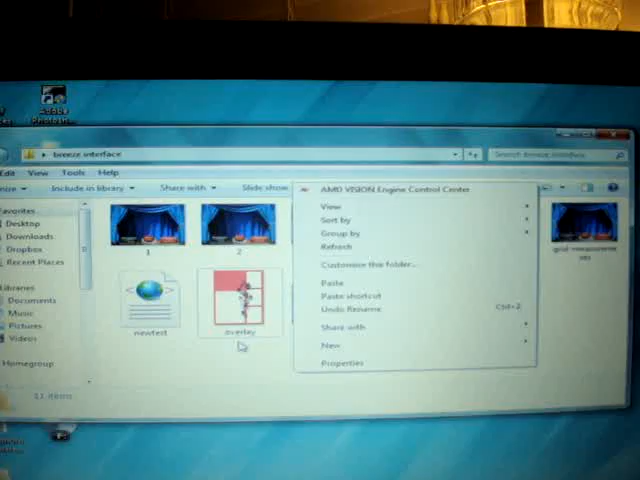 Adobe
breeze interface
Search breeze interface
Edit View Tools Help
Include in library Share with Slide show
Favorites
Desktop
Downloads
Dropbox
Recent Places
Libraries
Documents
Music
Pictures
Videos
Homegroup
1
2
newtest
overlay
AMD VISION Engine Control Center
View
Sort by
Group by
Refresh
Customise this folder...
Paste
Paste shortcut
Undo Rename Ctrl+Z
Share with
New
Properties
11 items